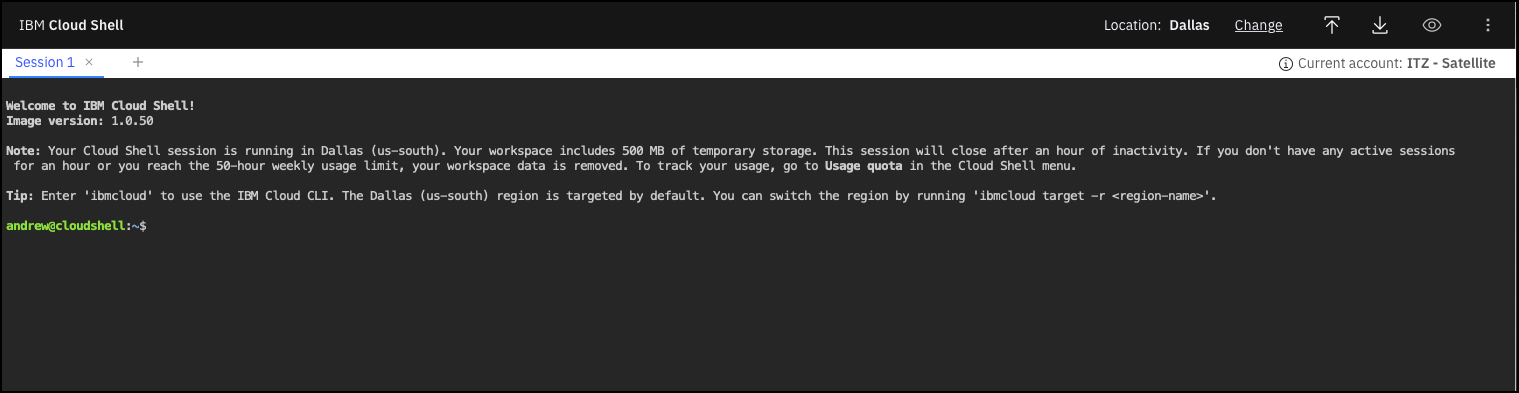 IBM Cloud Shell
Location: Dallas Change
Session 1 × +
Current account: ITZ - Satellite
Welcome to IBM Cloud Shell!
Image version: 1.0.50
Note: Your Cloud Shell session is running in Dallas (us-south). Your workspace includes 500 MB of temporary storage. This session will close after an hour of inactivity. If you don't have any active sessions
for an hour or you reach the 50-hour weekly usage limit, your workspace data is removed. To track your usage, go to Usage quota in the Cloud Shell menu.
Tip: Enter 'ibmcloud' to use the IBM Cloud CLI. The Dallas (us-south) region is targeted by default. You can switch the region by running 'ibmcloud target -r <region-name>'.
andrew@cloudshell:~$